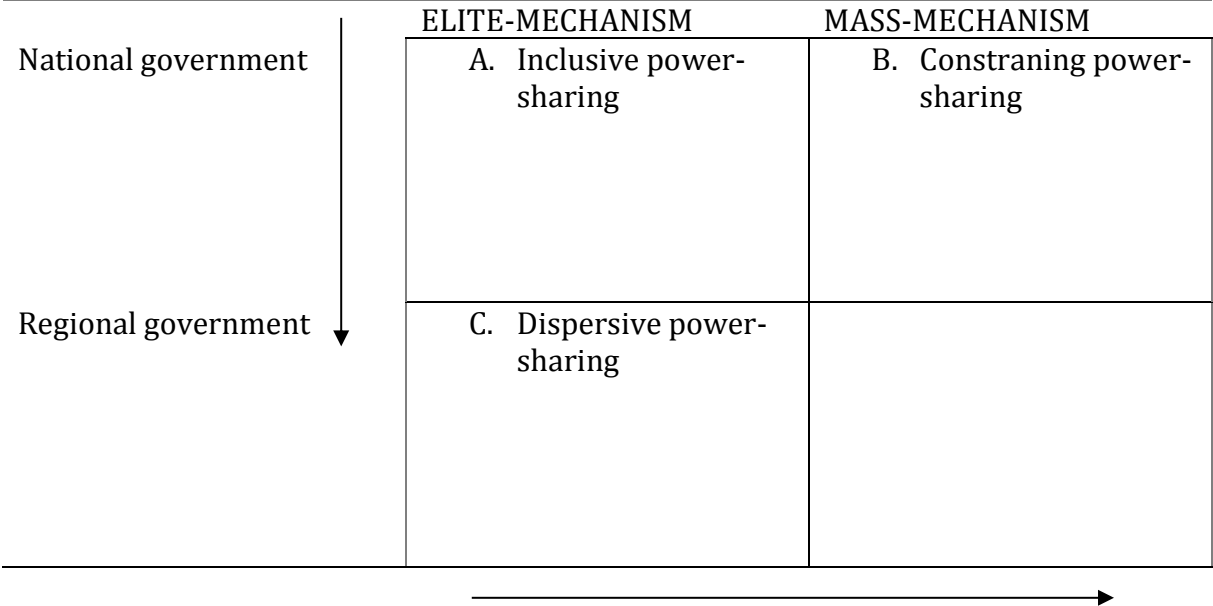 ELITE-MECHANISM MASS-MECHANISM
National government
A. Inclusive power-
sharing
B. Constraning power-
sharing
Regional government
C. Dispersive power-
sharing